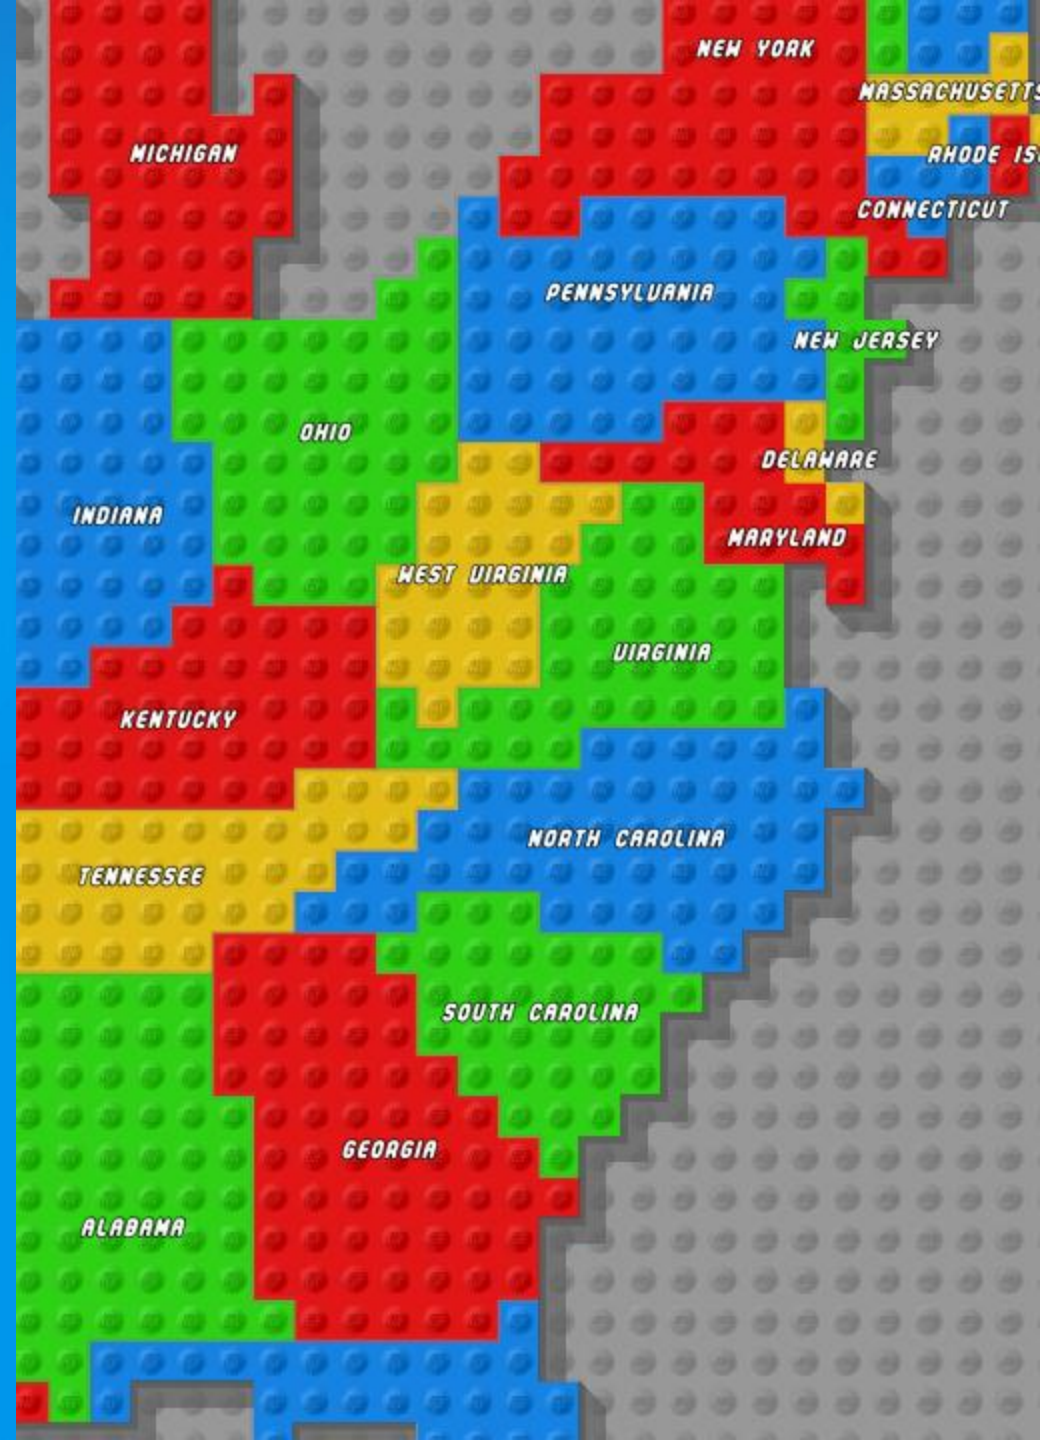 NEW YORK
MASSACHUSETTS
MICHIGAN
RHODE IS
CONNECTICUT
PENNSYLVANIA
NEW JERSEY
OHIO
DELAWARE
INDIANA
MARYLAND
WEST VIRGINIA
VIRGINIA
KENTUCKY
NORTH CAROLINA
TENNESSEE
SOUTH CAROLINA
GEORGIA
ALABAMA